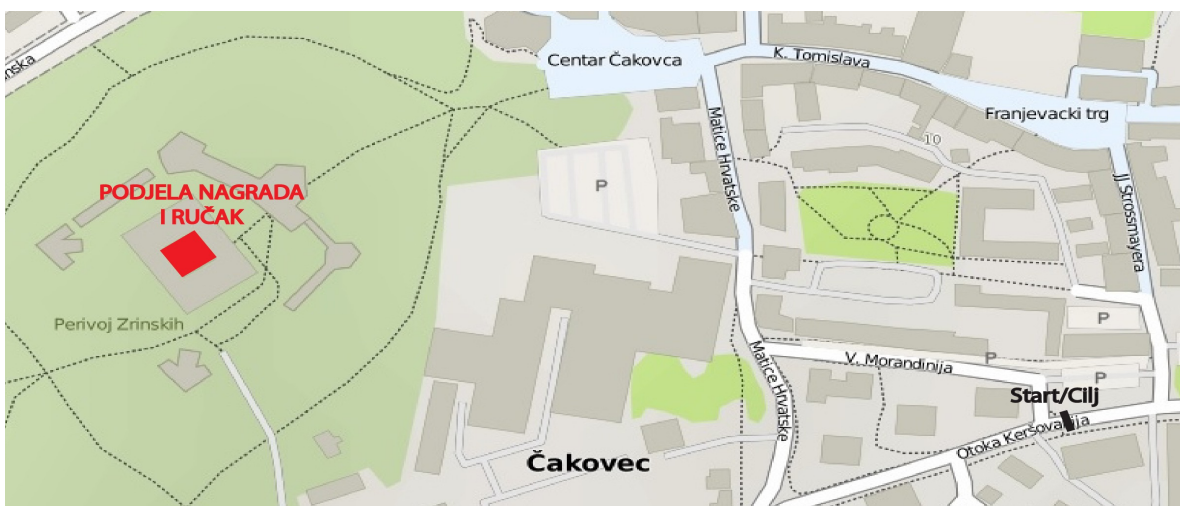 nska
Centar Čakovca
K. Tomislava
Franjevacki trg
Matice Hrvatske
10
P
JJ Strossmayera
PODJELA NAGRADA
I RUČAK
Perivoj Zrinskih
P
Matice Hrvatske
V. Morandinija
P
P
Start/Cilj
Otoka Keršovanija
Čakovec